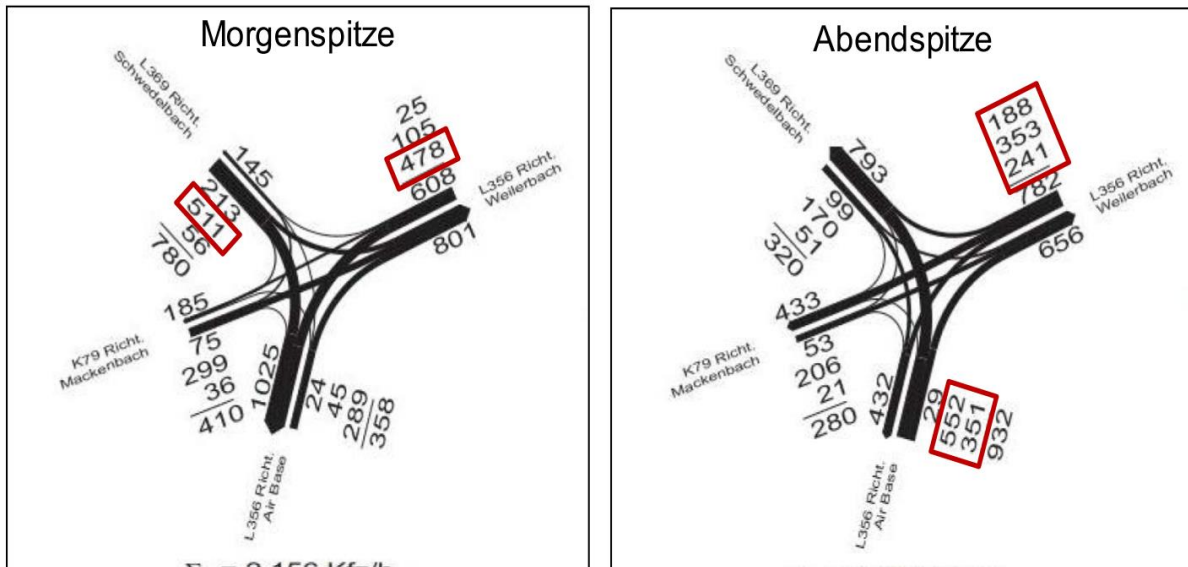 Morgenspitze
L369 Richt.
Schwedelbach
145
213
511
56
780
25
105
478
608
L356 Richt.
Weilerbach
801
185
K79 Richt.
Mackenbach
75
299
36
410
1025
24
45
289
358
L356 Richt.
Air Base
Abendspitze
L369 Richt.
Schwedelbach
793
99
170
51
320
188
353
241
782
L356 Richt.
Weilerbach
656
433
K79 Richt.
Mackenbach
53
206
21
280
432
29
552
351
932
L356 Richt.
Air Base